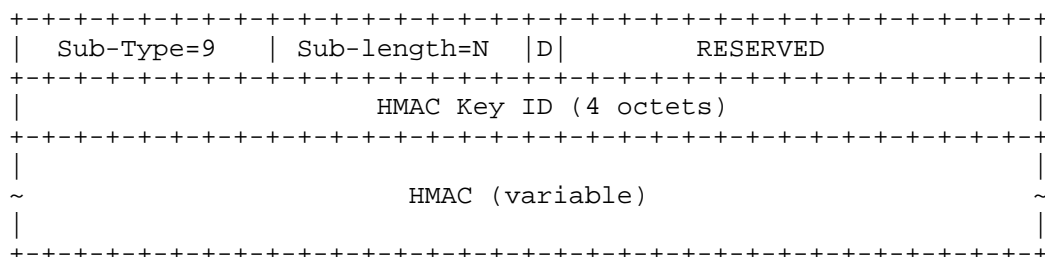 +-+-+-+-+-+-+-+-+-+-+-+-+-+-+-+-+-+-+-+-+-+-+-+-+-+-+-+-+-+-+-+-+
|  Sub-Type=9   | Sub-length=N  |D|        RESERVED             |
+-+-+-+-+-+-+-+-+-+-+-+-+-+-+-+-+-+-+-+-+-+-+-+-+-+-+-+-+-+-+-+-+
|                      HMAC Key ID (4 octets)                   |
+-+-+-+-+-+-+-+-+-+-+-+-+-+-+-+-+-+-+-+-+-+-+-+-+-+-+-+-+-+-+-+-+
|                                                               |
~                        HMAC (variable)                        ~
|                                                               |
+-+-+-+-+-+-+-+-+-+-+-+-+-+-+-+-+-+-+-+-+-+-+-+-+-+-+-+-+-+-+-+-+